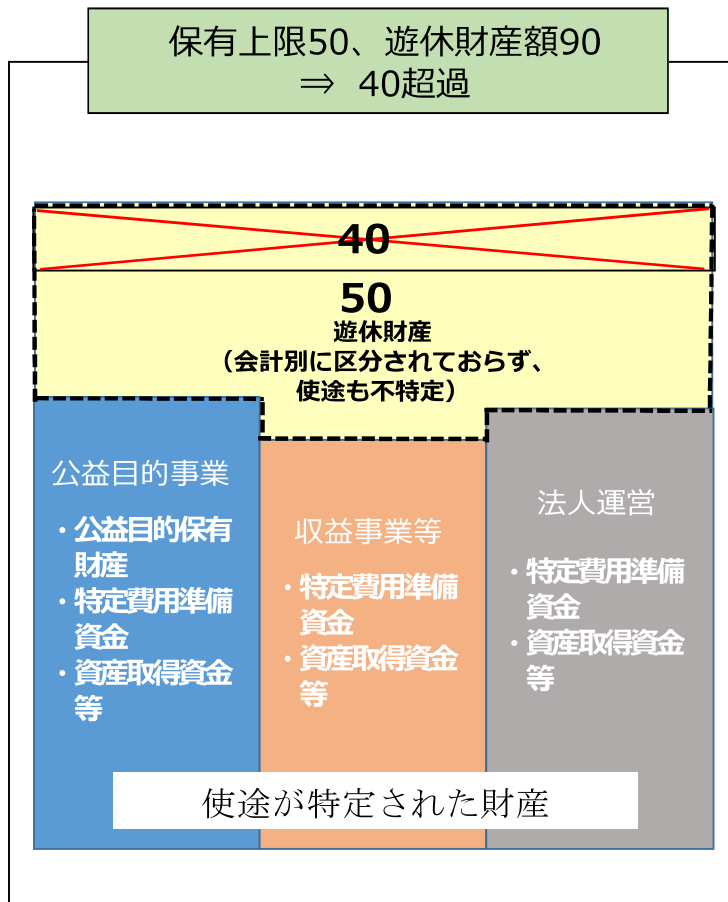 保有上限50、遊休財産額90
⇒ 40超過
40
50
遊休財産
（会計別に区分されておらず、
使途も不特定）
公益目的事業
・公益目的保有
財産
・特定費用準備
資金
・資産取得資金
等
収益事業等
・特定費用準備
資金
・資産取得資金
等
法人運営
・特定費用準備
資金
・資産取得資金
等
使途が特定された財産